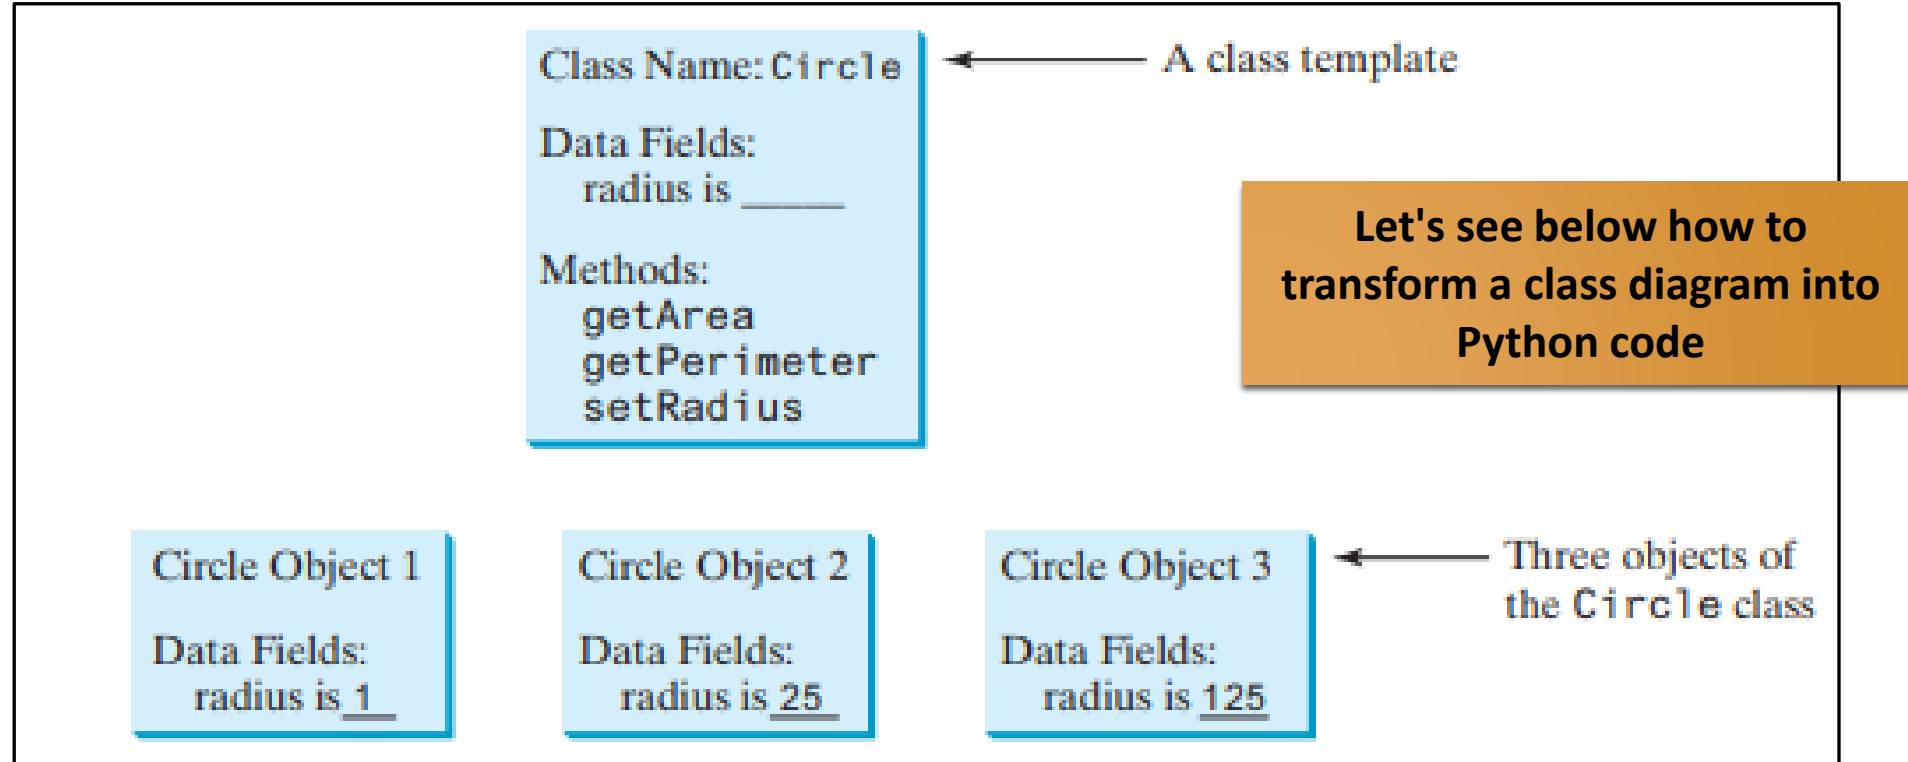 Class Name: Circle
A class template
Data Fields:
radius is _____
Methods:
getArea
getPerimeter
setRadius
Let's see below how to
transform a class diagram into
Python code
Circle Object 1
Data Fields:
radius is 1
Circle Object 2
Data Fields:
radius is 25
Circle Object 3
Data Fields:
radius is 125
Three objects of
the Circle class